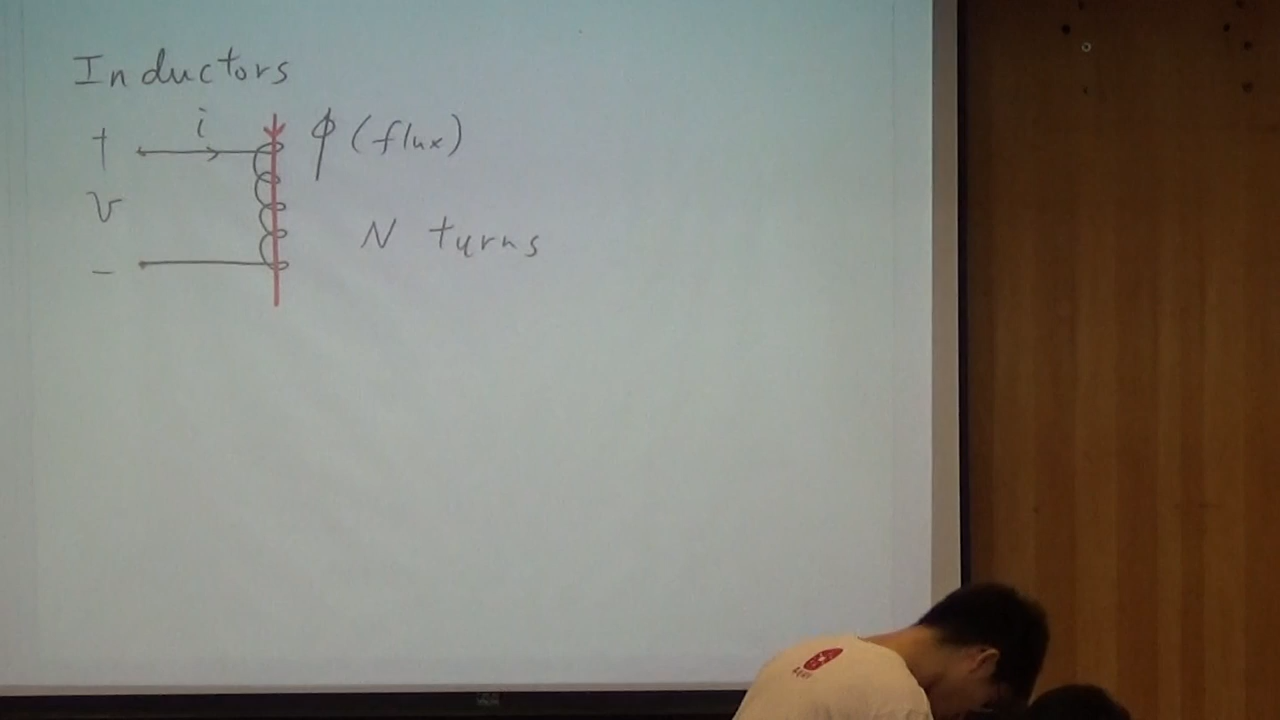 Inductors
+ i ϕ (flux)
v N turns
−